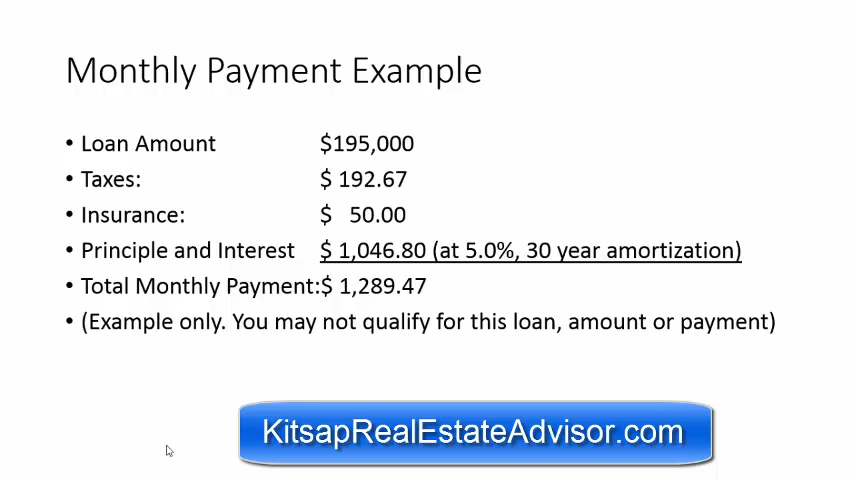 Monthly Payment Example
• Loan Amount $195,000
• Taxes: $ 192.67
• Insurance: $ 50.00
• Principle and Interest $ 1,046.80 (at 5.0%, 30 year amortization)
• Total Monthly Payment:$ 1,289.47
• (Example only. You may not qualify for this loan, amount or payment)
KitsapRealEstateAdvisor.com